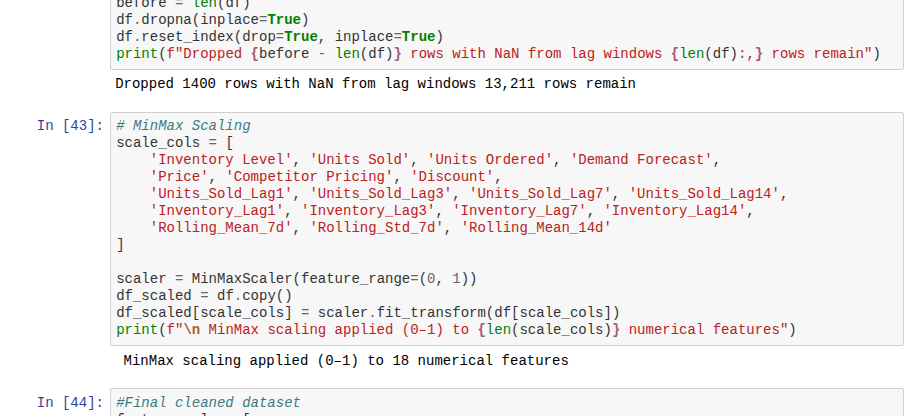 before = len(df)
df.dropna(inplace=True)
df.reset_index(drop=True, inplace=True)
print(f"Dropped {before - len(df)} rows with NaN from lag windows {len(df):,} rows remain")
Dropped 1400 rows with NaN from lag windows 13,211 rows remain
In [43]:
# MinMax Scaling
scale_cols = [
    'Inventory Level', 'Units Sold', 'Units Ordered', 'Demand Forecast',
    'Price', 'Competitor Pricing', 'Discount',
    'Units_Sold_Lag1', 'Units_Sold_Lag3', 'Units_Sold_Lag7', 'Units_Sold_Lag14',
    'Inventory_Lag1', 'Inventory_Lag3', 'Inventory_Lag7', 'Inventory_Lag14',
    'Rolling_Mean_7d', 'Rolling_Std_7d', 'Rolling_Mean_14d'
]
scaler = MinMaxScaler(feature_range=(0, 1))
df_scaled = df.copy()
df_scaled[scale_cols] = scaler.fit_transform(df[scale_cols])
print(f"\n MinMax scaling applied (0–1) to {len(scale_cols)} numerical features")
MinMax scaling applied (0–1) to 18 numerical features
In [44]:
#Final cleaned dataset